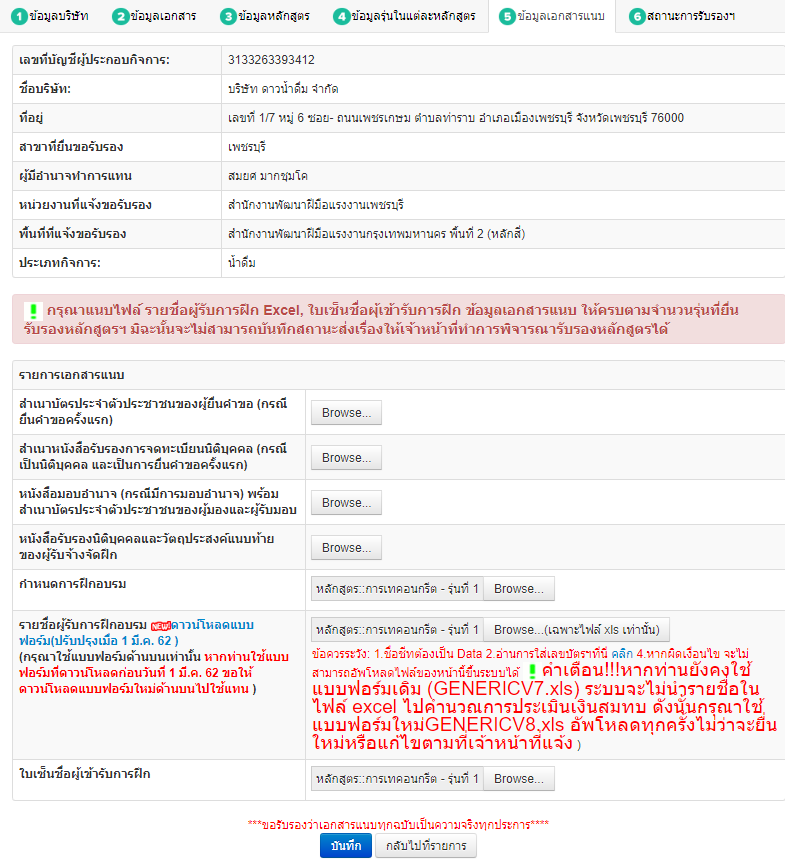 1 ข้อมูลบริษัท 2 ข้อมูลเอกสาร 3 ข้อมูลหลักสูตร 4 ข้อมูลรุ่นในแต่ละหลักสูตร 5 ข้อมูลเอกสารแนบ 6 สถานะการรับรองฯ
เลขที่บัญชีผู้ประกอบกิจการ: 3133263393412
ชื่อบริษัท: บริษัท ดาวน้ำดื่ม จำกัด
ที่อยู่ เลขที่ 1/7 หมู่ 6 ซอย- ถนนเพชรเกษม ตำบลท่าราบ อำเภอเมืองเพชรบุรี จังหวัดเพชรบุรี 76000
สาขาที่ยื่นขอรับรอง เพชรบุรี
ผู้มีอำนาจทำการแทน สมยศ มากชุมโค
หน่วยงานที่แจ้งขอรับรอง สำนักงานพัฒนาฝีมือแรงงานเพชรบุรี
พื้นที่ที่แจ้งขอรับรอง สำนักงานพัฒนาฝีมือแรงงานกรุงเทพมหานคร พื้นที่ 2 (หลักสี่)
ประเภทกิจการ: น้ำดื่ม
กรุณาแนบไฟล์ รายชื่อผู้รับการฝึก Excel, ใบเซ็นชื่อผู้เข้ารับการฝึก ข้อมูลเอกสารแนบ ให้ครบตามจำนวนรุ่นที่ยื่น
รับรองหลักสูตรฯ มิฉะนั้นจะไม่สามารถบันทึกสถานะส่งเรื่องให้เจ้าหน้าที่ทำการพิจารณารับรองหลักสูตรได้
รายการเอกสารแนบ
สำเนาบัตรประจำตัวประชาชนของผู้ยื่นคำขอ (กรณี
ยื่นคำขอครั้งแรก) Browse...
สำเนาหนังสือรับรองการจดทะเบียนนิติบุคคล (กรณี
เป็นนิติบุคคล และเป็นการยื่นคำขอครั้งแรก) Browse...
หนังสือมอบอำนาจ (กรณีมีการมอบอำนาจ) พร้อม
สำเนาบัตรประจำตัวประชาชนของผู้มองและผู้รับมอบ Browse...
หนังสือรับรองนิติบุคคลและวัตถุประสงค์แนบท้าย
ของผู้รับจ้างจัดฝึก Browse...
กำหนดการฝึกอบรม หลักสูตร::การเทคอนกรีต - รุ่นที่ 1 Browse...
รายชื่อผู้รับการฝึกอบรม NEW! ดาวน์โหลดแบบ
ฟอร์ม(ปรับปรุงเมื่อ 1 มี.ค. 62 )
(กรุณาใช้แบบฟอร์มด้านบนเท่านั้น หากท่านใช้แบบ
ฟอร์มที่ดาวน์โหลดก่อนวันที่ 1 มี.ค. 62 ขอให้
ดาวน์โหลดแบบฟอร์มใหม่ด้านบนไปใช้แทน )
หลักสูตร::การเทคอนกรีต - รุ่นที่ 1 Browse...(เฉพาะไฟล์ xls เท่านั้น)
ข้อควรระวัง: 1.ชื่อชีทต้องเป็น Data 2.อ่านการใส่เลขบัตรฯที่นี่ คลิก 4.หากผิดเงื่อนไข จะไม่
สามารถอัพโหลดไฟล์ของหน้านี้ขึ้นระบบได้ คำเตือน!!!หากท่านยังคงใช้
แบบฟอร์มเดิม (GENERICV7.xls) ระบบจะไม่นำรายชื่อใน
ไฟล์ excel ไปคำนวณการประเมินเงินสมทบ ดังนั้นกรุณาใช้
แบบฟอร์มใหม่GENERICV8.xls อัพโหลดทุกครั้งไม่ว่าจะยื่น
ใหม่หรือแก้ไขตามที่เจ้าหน้าที่แจ้ง )
ใบเซ็นชื่อผู้เข้ารับการฝึก หลักสูตร::การเทคอนกรีต - รุ่นที่ 1 Browse...
***ขอรับรองว่าเอกสารแนบทุกฉบับเป็นความจริงทุกประการ****
บันทึก กลับไปที่รายการ